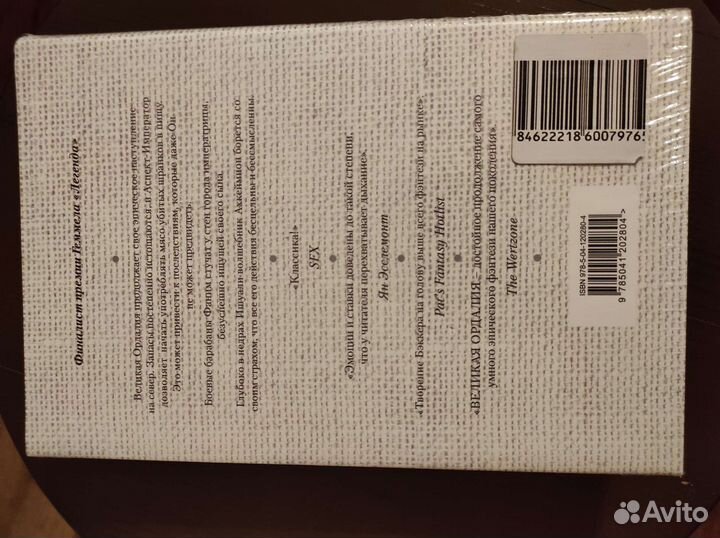 Финалист премии Геммела «Легенда»
Великая Ордалия продолжает свое эпическое наступление
на север. Запасы постепенно истощаются, и Аспект-Император
дозволяет начать употреблять мясо убитых шранков в пищу.
Это может привести к последствиям, которые даже Он
не может предвидеть.
Боевые барабаны Фаним стучат у стен города императрицы,
безуспешно ищущей своего сына.
Глубоко в недрах Ишуали волшебник Аккейамион борется со
своим страхом, что все его действия бесцельны и бессмысленны.
«Классика!»
SFX
«Эмоции и ставки доведены до такой степени,
что у читателя перехватывает дыхание».
Ян Эсслемонт
«Творение Бэккера на голову выше всего фэнтези на рынке».
Pat's Fantasy Hotlist
«ВЕЛИКАЯ ОРДАЛИЯ – достойное продолжение самого
умного эпического фэнтези нашего поколения».
The Wertzone
ISBN 978-5-04-120280-4
9 785041 202804 >
84622218 6007976
Avito